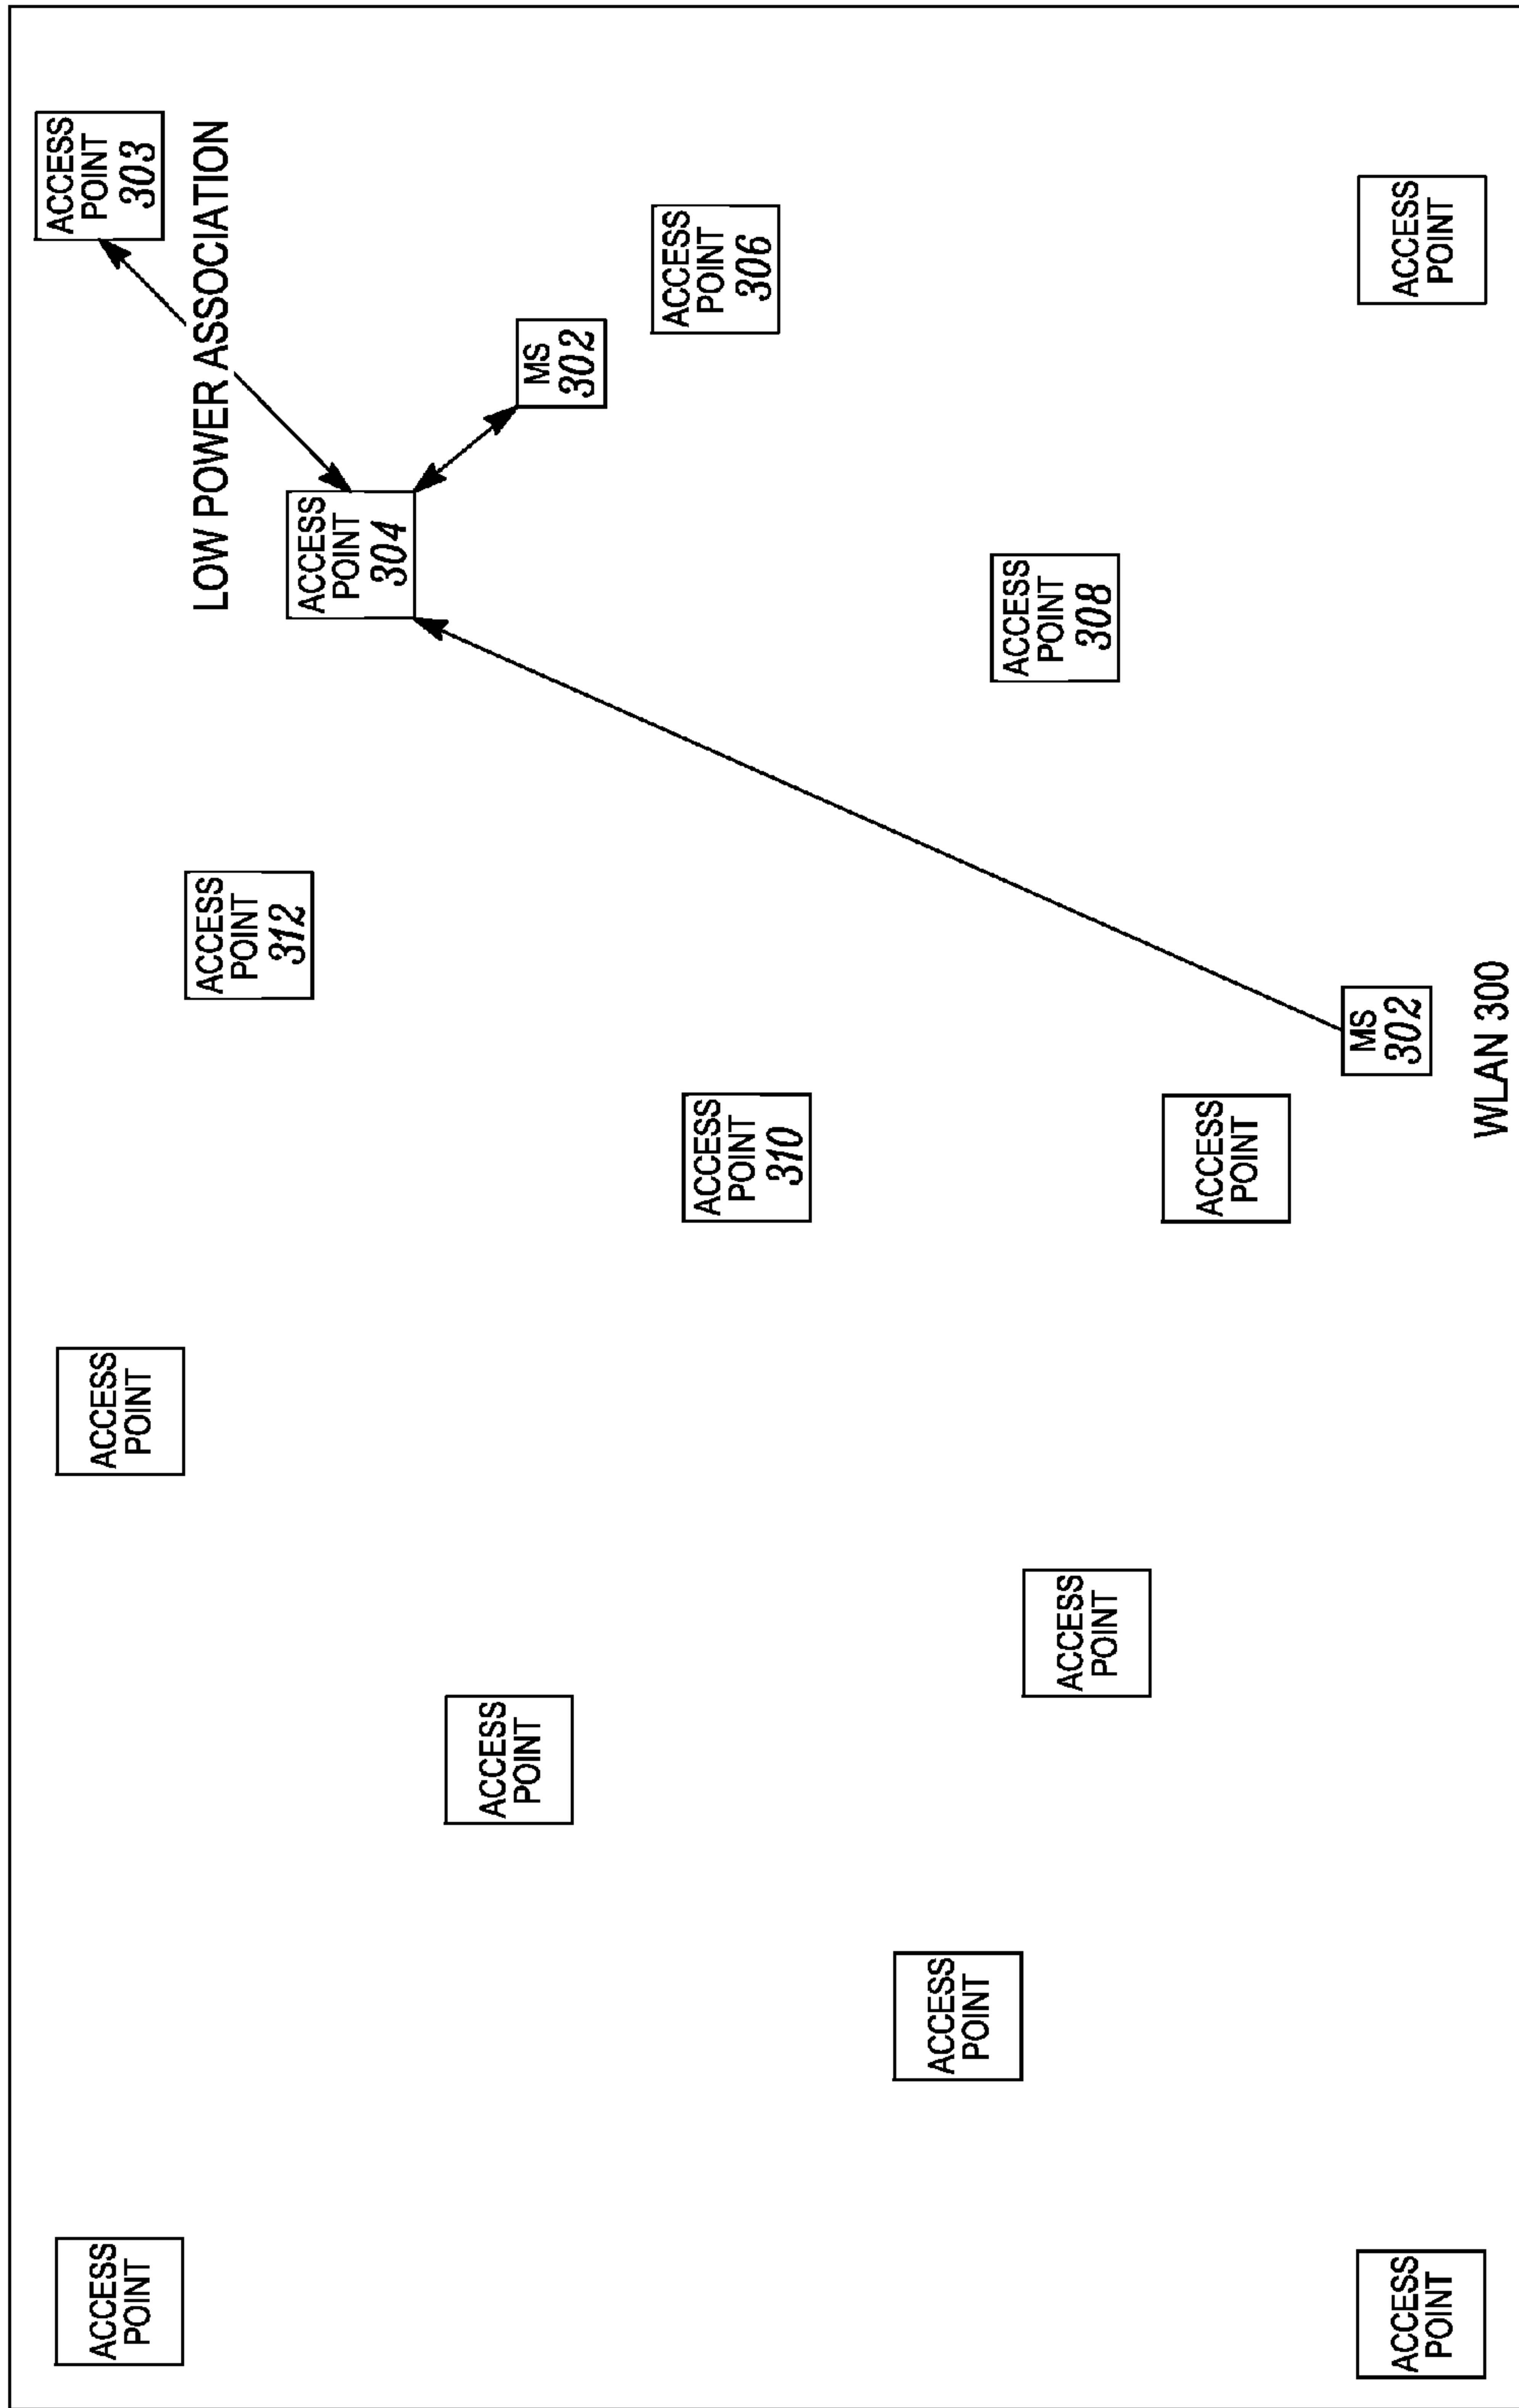 ACCESS
POINT
ACCESS
POINT
ACCESS
POINT
303
LOW POWER ASSOCIATION
ACCESS
POINT
312
ACCESS
POINT
304
ACCESS
POINT
MS
302
ACCESS
POINT
306
ACCESS
POINT
310
ACCESS
POINT
ACCESS
POINT
308
ACCESS
POINT
ACCESS
POINT
MS
302
ACCESS
POINT
ACCESS
POINT
WLAN 300